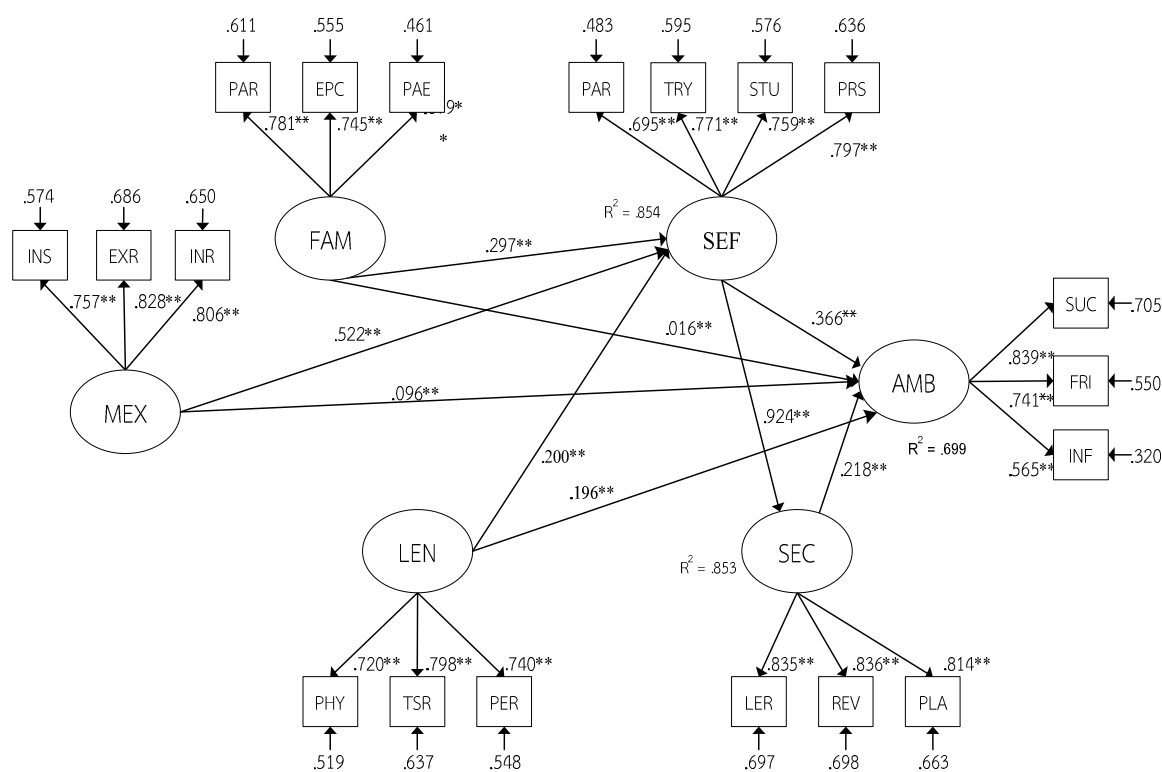 .611 .555 .461 .483 .595 .576 .636
PAR EPC PAE PAR TRY STU PRS
.781** .745** *
*
.695** .771** .759** .797**
.574 .686 .650
INS EXR INR
.757** .828** .806**
FAM
R² = .854
SEF
.297**
.522**
.016**
.366**
SUC .705
.839**
FRI .550
.741**
INF .320
.565**
MEX
.096**
AMB
R² = .699
.924**
.200**
.218**
.196**
LEN
SEC
R² = .853
.720** .798** .740** .835** .836** .814**
PHY TSR PER LER REV PLA
.519 .637 .548 .697 .698 .663